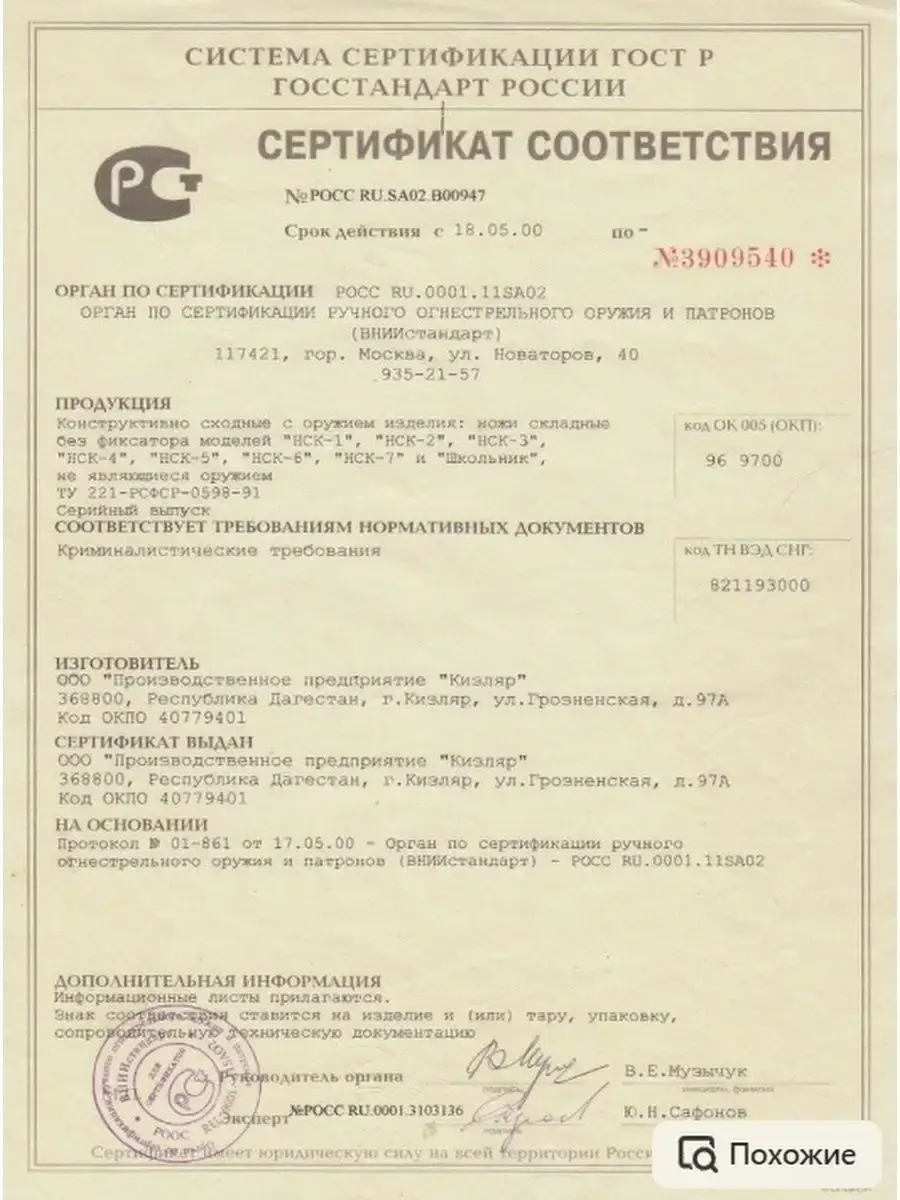 СИСТЕМА СЕРТИФИКАЦИИ ГОСТ Р
ГОССТАНДАРТ РОССИИ
СЕРТИФИКАТ СООТВЕТСТВИЯ
РСТ
№РОСС RU.SA02.B00947
Срок действия с 18.05.00 по -
№3909540 *
ОРГАН ПО СЕРТИФИКАЦИИ РОСС RU.0001.11SA02
ОРГАН ПО СЕРТИФИКАЦИИ РУЧНОГО ОГНЕСТРЕЛЬНОГО ОРУЖИЯ И ПАТРОНОВ
(ВНИИстандарт)
117421, гор. Москва, ул. Новаторов, 40
935-21-57
ПРОДУКЦИЯ
Конструктивно сходные с оружием изделия: ножи складные
без фиксатора моделей "НСК-1", "НСК-2", "НСК-3",
"НСК-4", "НСК-5", "НСК-6", "НСК-7" и "Школьник",
не являющиеся оружием
ТУ 221-РСФСР-0598-91
Серийный выпуск
код ОК 005 (ОКП):
96 9700
СООТВЕТСТВУЕТ ТРЕБОВАНИЯМ НОРМАТИВНЫХ ДОКУМЕНТОВ
Криминалистические требования
код ТН ВЭД СНГ:
821193000
ИЗГОТОВИТЕЛЬ
ООО "Производственное предприятие "Кизляр"
368800, Республика Дагестан, г.Кизляр, ул.Грозненская, д.97А
Код ОКПО 40779401
СЕРТИФИКАТ ВЫДАН
ООО "Производственное предприятие "Кизляр"
368800, Республика Дагестан, г.Кизляр, ул.Грозненская, д.97А
Код ОКПО 40779401
НА ОСНОВАНИИ
Протокол № 01-861 от 17.05.00 - Орган по сертификации ручного
огнестрельного оружия и патронов (ВНИИстандарт) - РОСС RU.0001.11SA02
ДОПОЛНИТЕЛЬНАЯ ИНФОРМАЦИЯ
Информационные листы прилагаются.
Знак соответствия ставится на изделие и (или) тару, упаковку,
сопроводительную техническую документацию
Руководитель органа В.Е.Музычук
подпись инициалы, фамилия
Эксперт №РОСС RU.0001.3103136 Ю.Н.Сафонов
Сертификат имеет юридическую силу на всей территории
Похожие